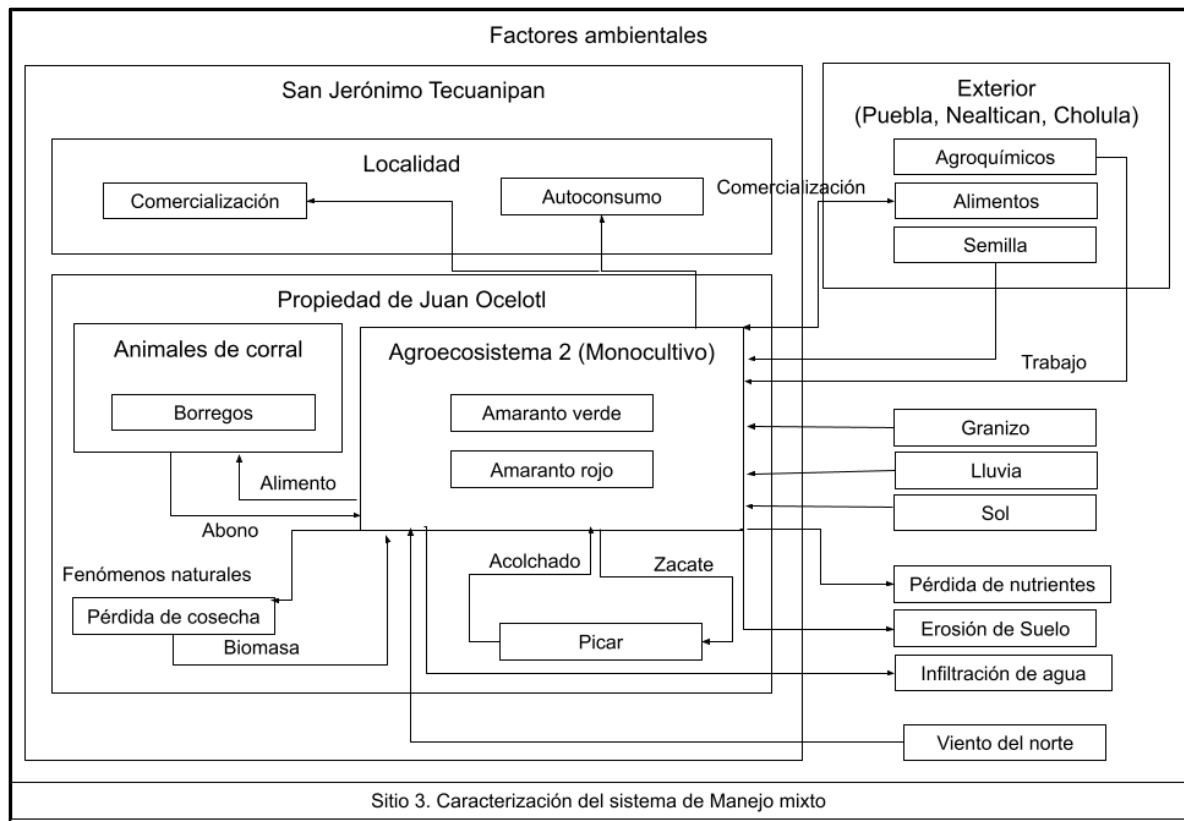 Factores ambientales
San Jerónimo Tecuanipan
Exterior
(Puebla, Nealtican, Cholula)
Localidad
Agroquímicos
Comercialización
Autoconsumo
Comercialización
Alimentos
Semilla
Propiedad de Juan Ocelotl
Animales de corral
Agroecosistema 2 (Monocultivo)
Trabajo
Borregos
Amaranto verde
Granizo
Amaranto rojo
Lluvia
Alimento
Sol
Abono
Acolchado
Zacate
Fenómenos naturales
Pérdida de nutrientes
Pérdida de cosecha
Erosión de Suelo
Biomasa
Picar
Infiltración de agua
Viento del norte
Sitio 3. Caracterización del sistema de Manejo mixto